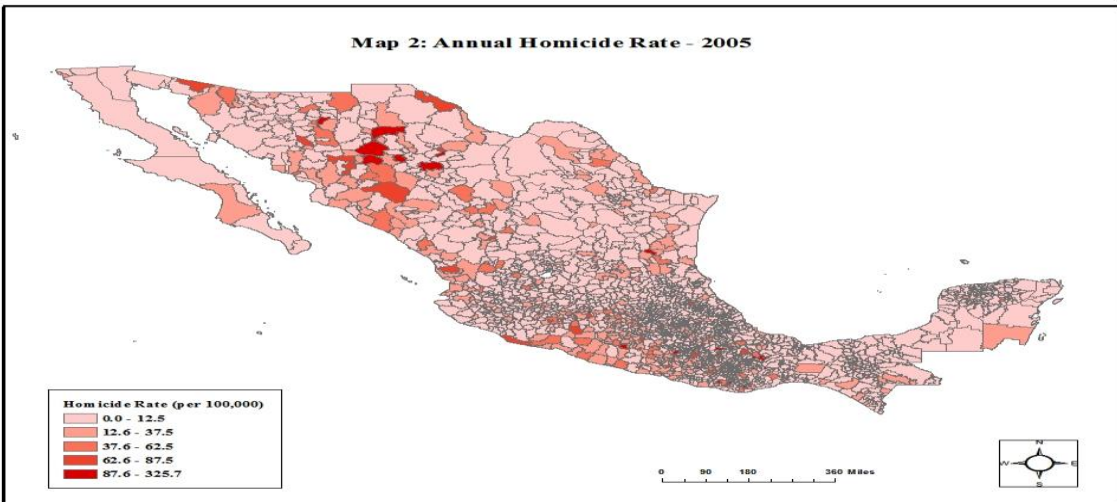 Map 2: Annual Homicide Rate - 2005
Homicide Rate (per 100,000)
0.0 - 12.5
12.6 - 37.5
37.6 - 62.5
62.6 - 87.5
87.6 - 325.7
0 90 180 360 Miles
N
W E
S